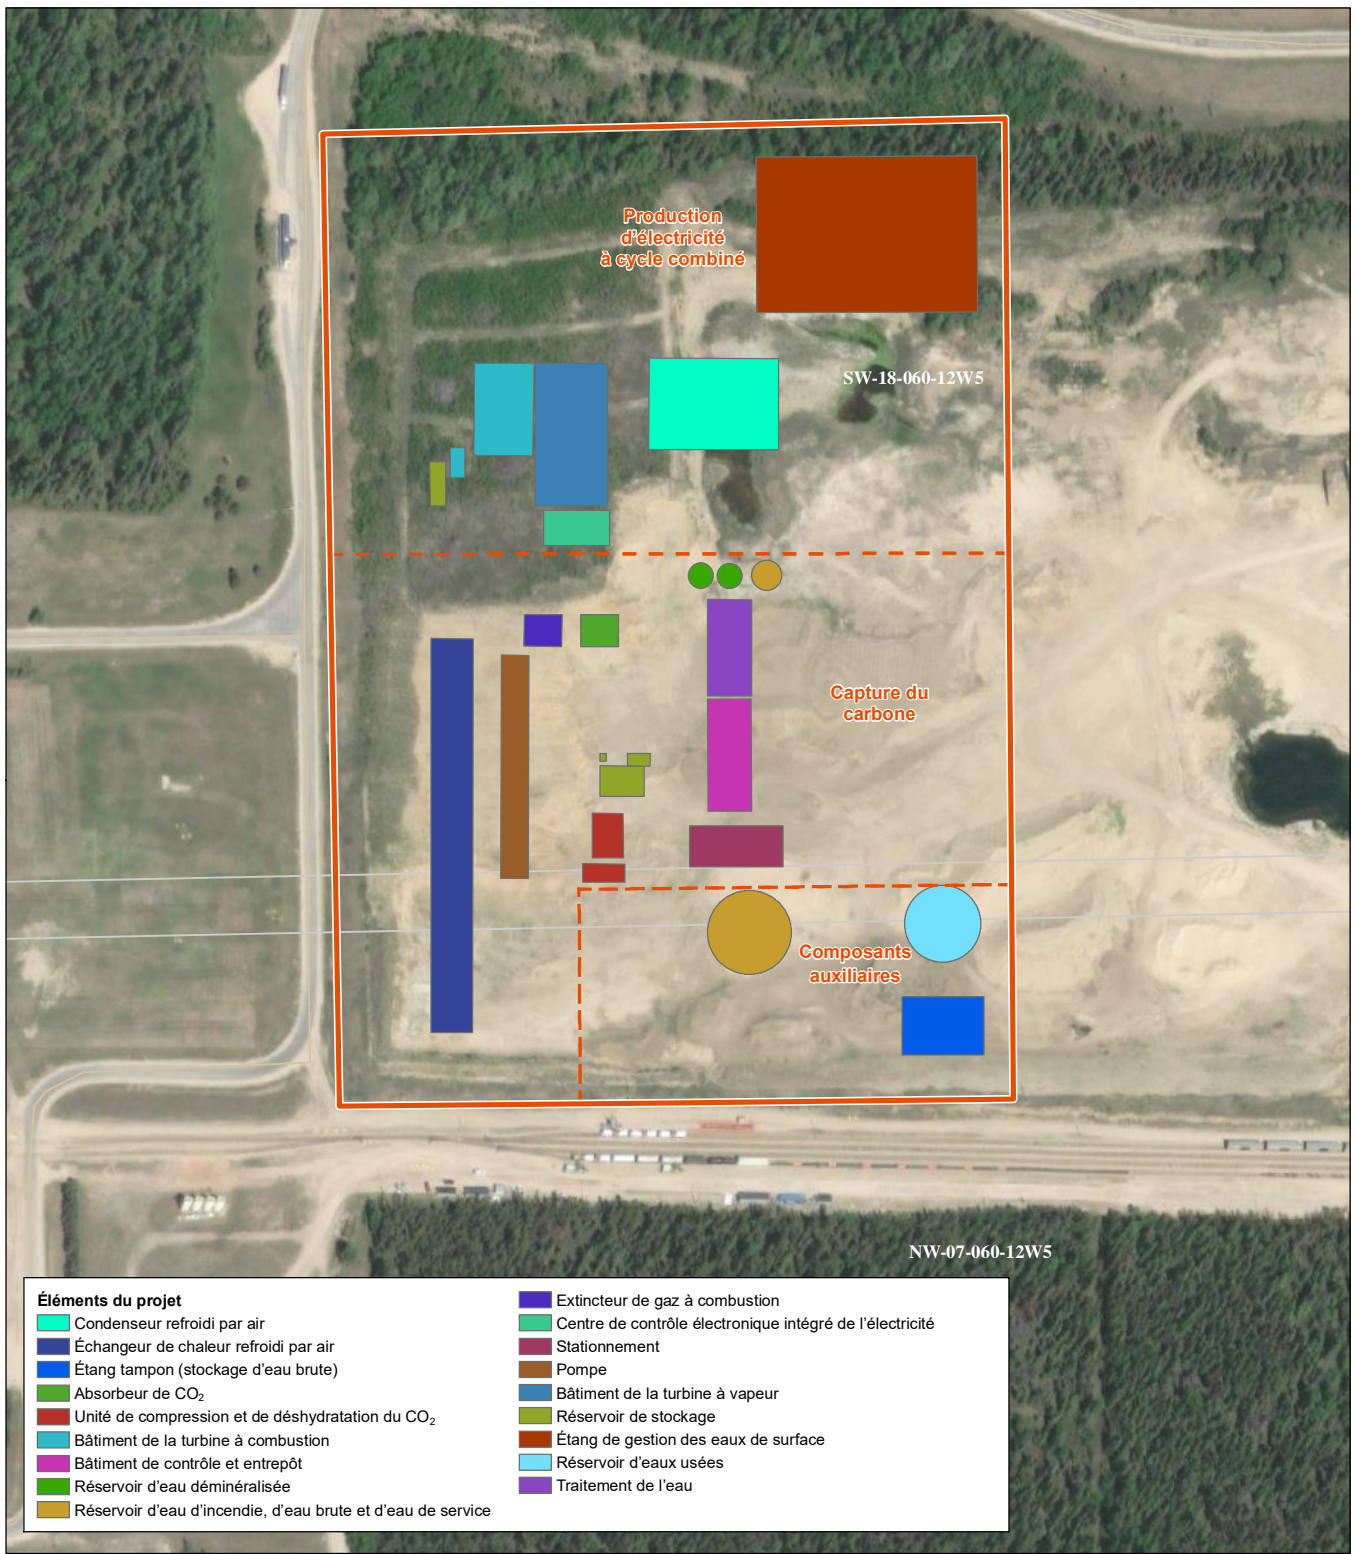 Production
d'électricité
à cycle combiné
SW-18-060-12W5
Capture du
carbone
Composants
auxiliaires
NW-07-060-12W5
Éléments du projet
Condenseur refroidi par air
Échangeur de chaleur refroidi par air
Étang tampon (stockage d'eau brute)
Absorbeur de CO₂
Unité de compression et de déshydratation du CO₂
Bâtiment de la turbine à combustion
Bâtiment de contrôle et entrepôt
Réservoir d'eau déminéralisée
Réservoir d'eau d'incendie, d'eau brute et d'eau de service
Extincteur de gaz à combustion
Centre de contrôle électronique intégré de l'électricité
Stationnement
Pompe
Bâtiment de la turbine à vapeur
Réservoir de stockage
Étang de gestion des eaux de surface
Réservoir d'eaux usées
Traitement de l'eau